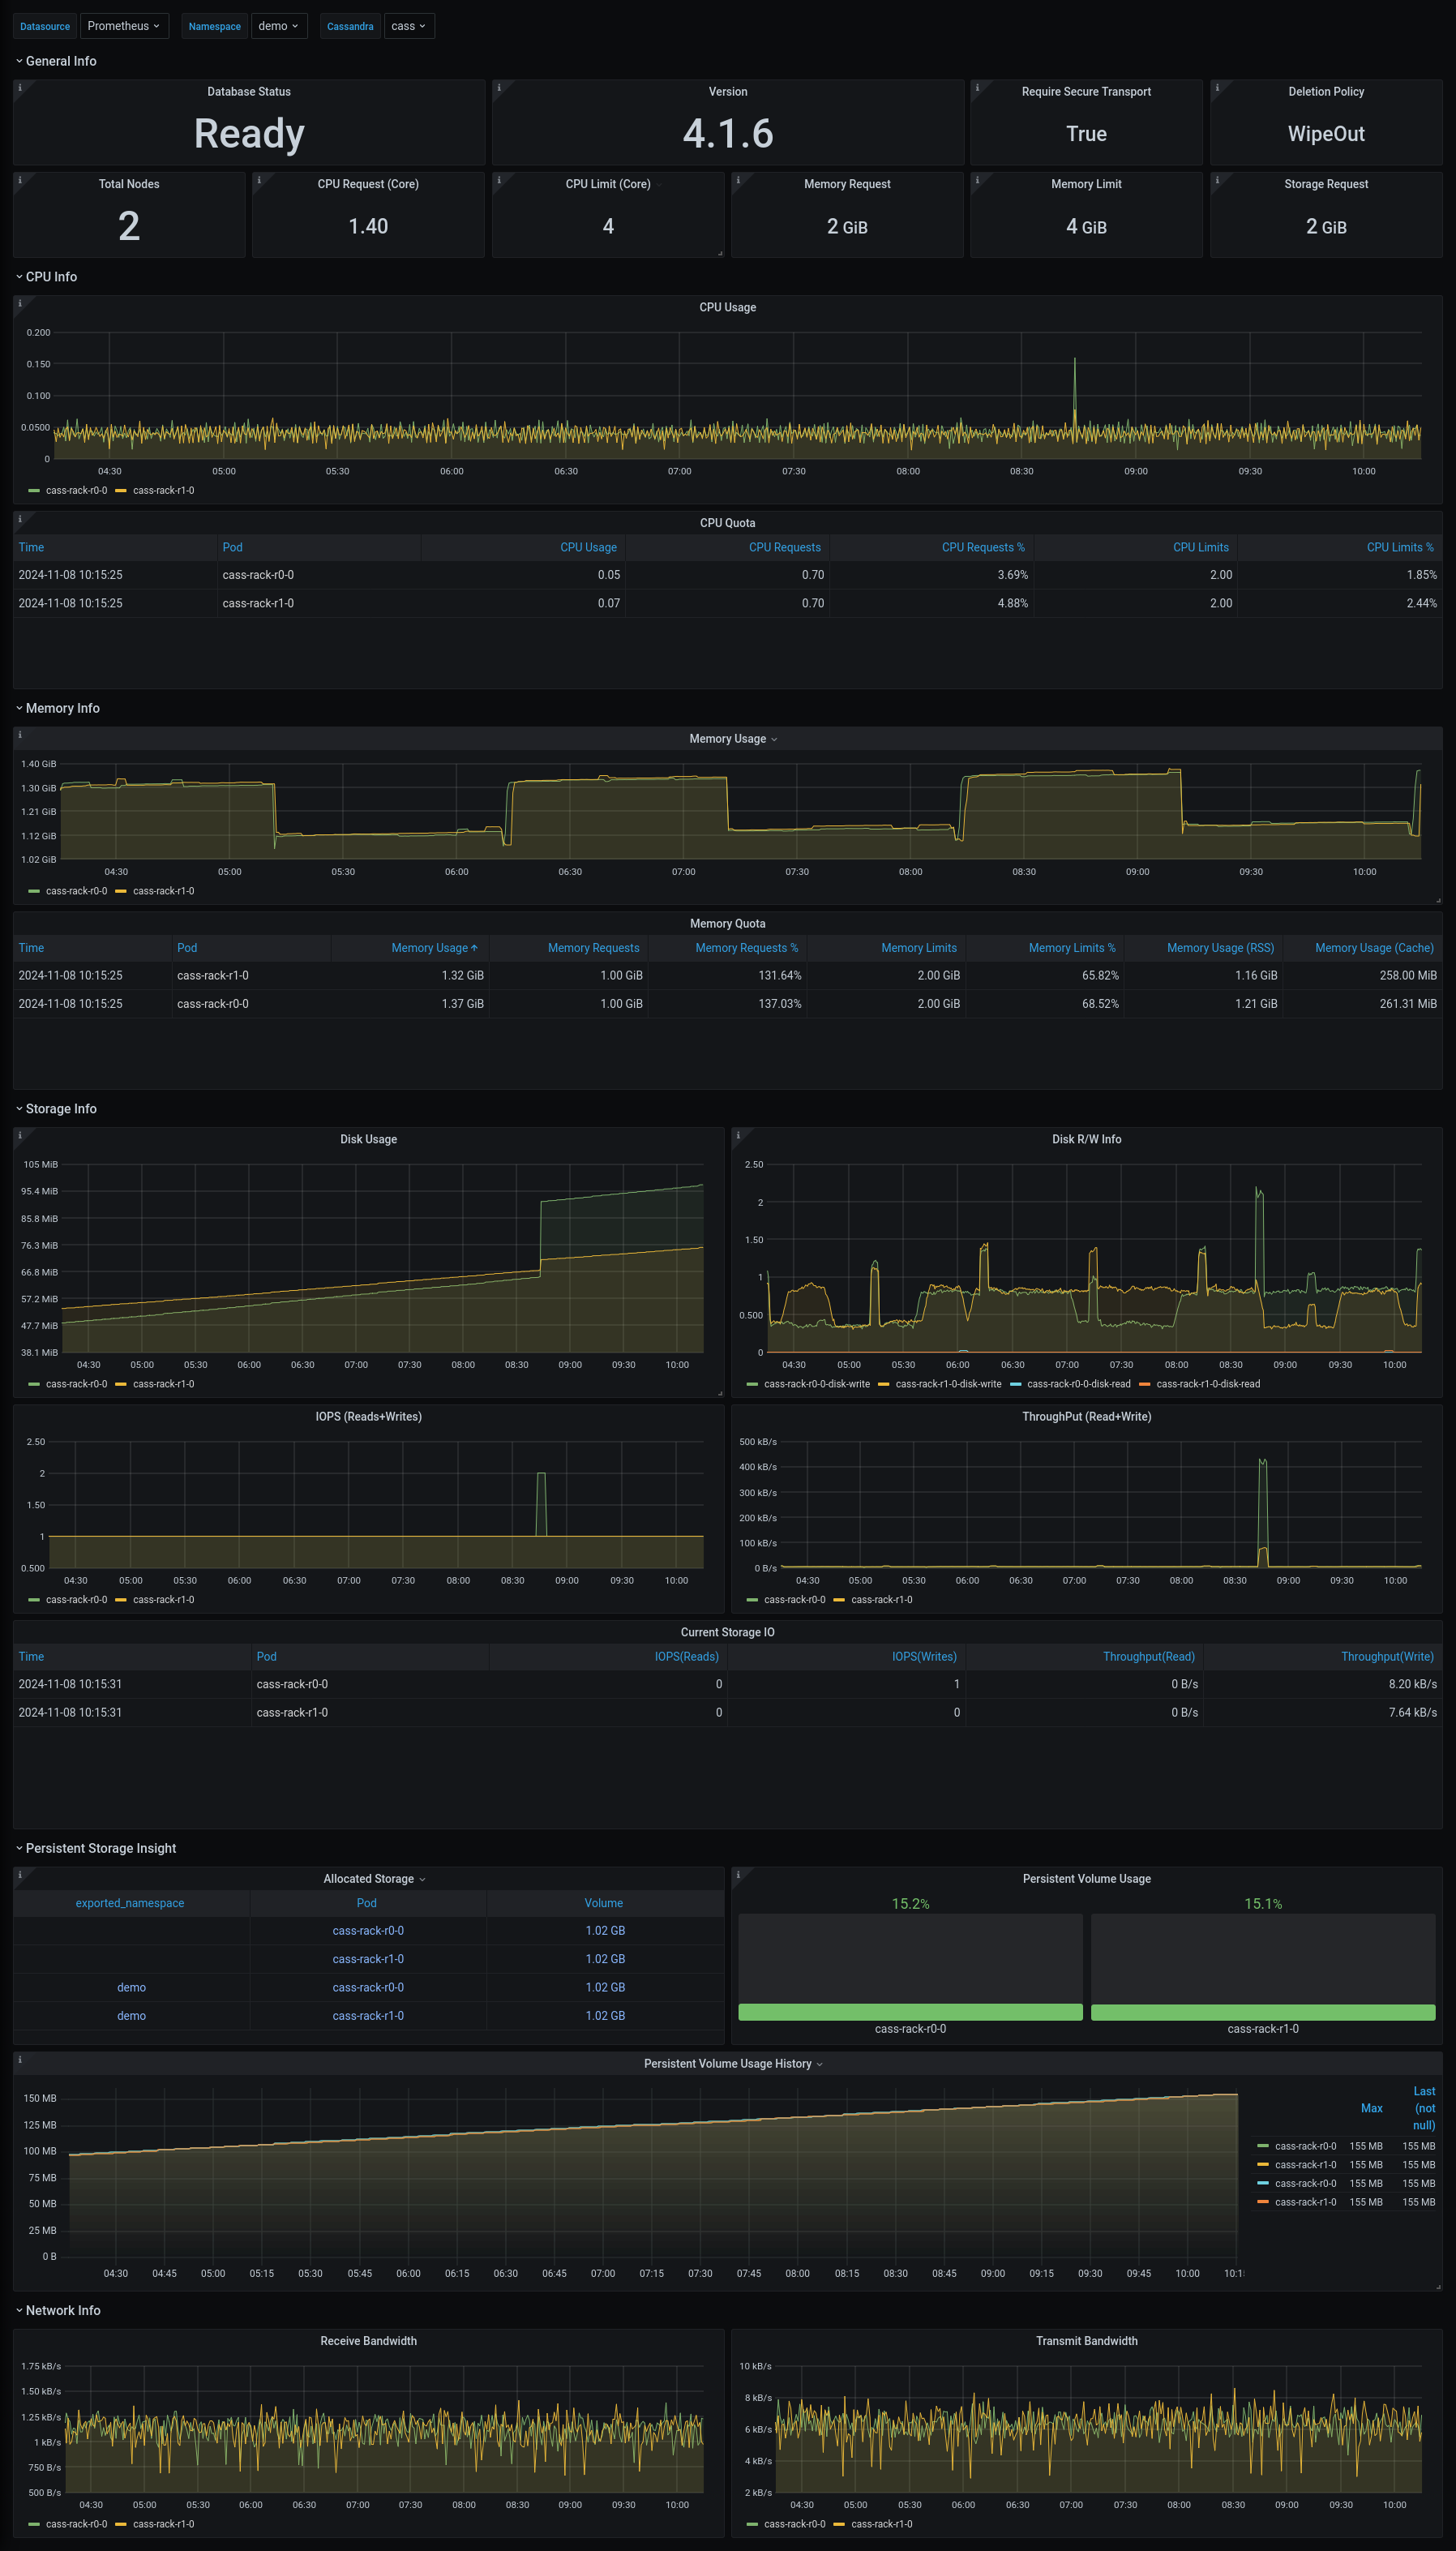 Datasource Prometheus Namespace demo Cassandra cass
General Info
Database Status Version Require Secure Transport Deletion Policy
Ready 4.1.6 True WipeOut
Total Nodes CPU Request (Core) CPU Limit (Core) Memory Request Memory Limit Storage Request
2 1.40 4 2 GiB 4 GiB 2 GiB
CPU Info
CPU Usage
0.200
0.150
0.100
0.0500
0
04:30 05:00 05:30 06:00 06:30 07:00 07:30 08:00 08:30 09:00 09:30 10:00
cass-rack-r0-0 cass-rack-r1-0
CPU Quota
Time Pod CPU Usage CPU Requests CPU Requests % CPU Limits CPU Limits %
2024-11-08 10:15:25 cass-rack-r0-0 0.05 0.70 3.69% 2.00 1.85%
2024-11-08 10:15:25 cass-rack-r1-0 0.07 0.70 4.88% 2.00 2.44%
Memory Info
Memory Usage
1.40 GiB
1.30 GiB
1.21 GiB
1.12 GiB
1.02 GiB
04:30 05:00 05:30 06:00 06:30 07:00 07:30 08:00 08:30 09:00 09:30 10:00
cass-rack-r0-0 cass-rack-r1-0
Memory Quota
Time Pod Memory Usage Memory Requests Memory Requests % Memory Limits Memory Limits % Memory Usage (RSS) Memory Usage (Cache)
2024-11-08 10:15:25 cass-rack-r1-0 1.32 GiB 1.00 GiB 131.64% 2.00 GiB 65.82% 1.16 GiB 258.00 MiB
2024-11-08 10:15:25 cass-rack-r0-0 1.37 GiB 1.00 GiB 137.03% 2.00 GiB 68.52% 1.21 GiB 261.31 MiB
Storage Info
Disk Usage
105 MiB
95.4 MiB
85.8 MiB
76.3 MiB
66.8 MiB
57.2 MiB
47.7 MiB
38.1 MiB
04:30 05:00 05:30 06:00 06:30 07:00 07:30 08:00 08:30 09:00 09:30 10:00
cass-rack-r0-0 cass-rack-r1-0
Disk R/W Info
2.50
2
1.50
1
0.500
0
04:30 05:00 05:30 06:00 06:30 07:00 07:30 08:00 08:30 09:00 09:30 10:00
cass-rack-r0-0-disk-write cass-rack-r1-0-disk-write cass-rack-r0-0-disk-read cass-rack-r1-0-disk-read
IOPS (Reads+Writes)
2.50
2
1.50
1
0.500
04:30 05:00 05:30 06:00 06:30 07:00 07:30 08:00 08:30 09:00 09:30 10:00
cass-rack-r0-0 cass-rack-r1-0
ThroughPut (Read+Write)
500 kB/s
400 kB/s
300 kB/s
200 kB/s
100 kB/s
0 B/s
04:30 05:00 05:30 06:00 06:30 07:00 07:30 08:00 08:30 09:00 09:30 10:00
cass-rack-r0-0 cass-rack-r1-0
Current Storage IO
Time Pod IOPS(Reads) IOPS(Writes) Throughput(Read) Throughput(Write)
2024-11-08 10:15:31 cass-rack-r0-0 0 1 0 B/s 8.20 kB/s
2024-11-08 10:15:31 cass-rack-r1-0 0 0 0 B/s 7.64 kB/s
Persistent Storage Insight
Allocated Storage
exported_namespace Pod Volume
cass-rack-r0-0 1.02 GB
cass-rack-r1-0 1.02 GB
demo cass-rack-r0-0 1.02 GB
demo cass-rack-r1-0 1.02 GB
Persistent Volume Usage
15.2% 15.1%
cass-rack-r0-0 cass-rack-r1-0
Persistent Volume Usage History
150 MB
125 MB
100 MB
75 MB
50 MB
25 MB
0 B
04:30 04:45 05:00 05:15 05:30 05:45 06:00 06:15 06:30 06:45 07:00 07:15 07:30 07:45 08:00 08:15 08:30 08:45 09:00 09:15 09:30 09:45 10:00 10:1
Max Last (not null)
cass-rack-r0-0 155 MB 155 MB
cass-rack-r1-0 155 MB 155 MB
cass-rack-r0-0 155 MB 155 MB
cass-rack-r1-0 155 MB 155 MB
Network Info
Receive Bandwidth
1.75 kB/s
1.50 kB/s
1.25 kB/s
1 kB/s
750 B/s
500 B/s
04:30 05:00 05:30 06:00 06:30 07:00 07:30 08:00 08:30 09:00 09:30 10:00
cass-rack-r0-0 cass-rack-r1-0
Transmit Bandwidth
10 kB/s
8 kB/s
6 kB/s
4 kB/s
2 kB/s
04:30 05:00 05:30 06:00 06:30 07:00 07:30 08:00 08:30 09:00 09:30 10:00
cass-rack-r0-0 cass-rack-r1-0